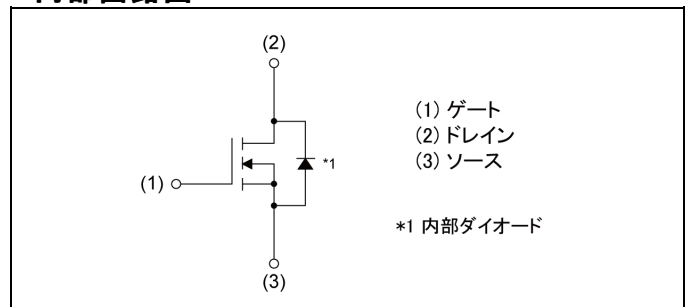 (2)
(1) ゲート
(2) ドレイン
(3) ソース
*1
(1)
*1 内部ダイオード
(3)